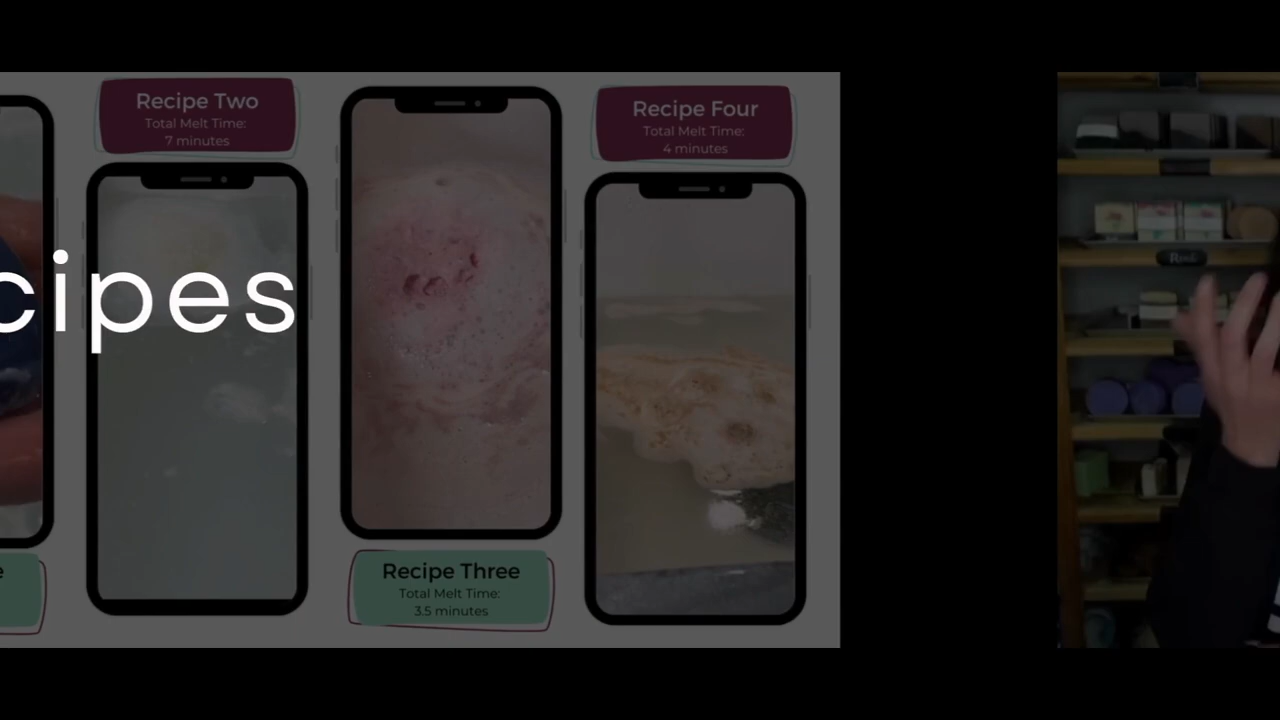 Recipe Two
Total Melt Time:
7 minutes
Recipe Four
Total Melt Time:
4 minutes
cipes
Recipe Three
Total Melt Time:
3.5 minutes